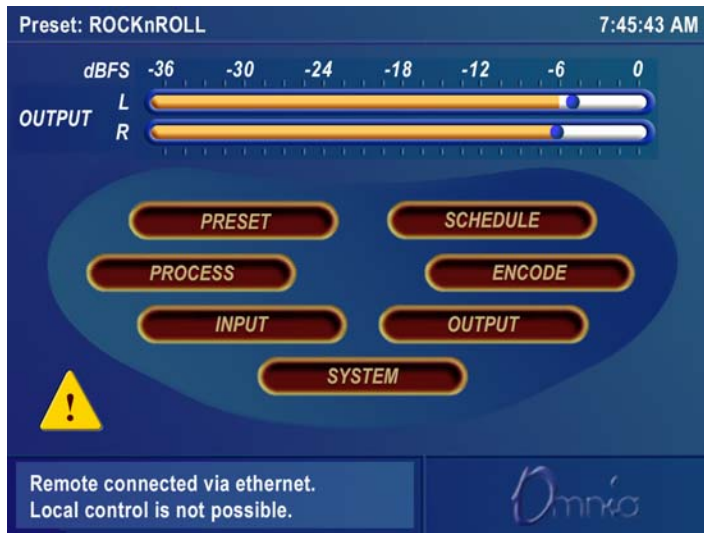 Preset: ROCKnROLL 7:45:43 AM
dBFS -36 -30 -24 -18 -12 -6 0
OUTPUT L
R
PRESET SCHEDULE
PROCESS ENCODE
INPUT OUTPUT
SYSTEM
!
Remote connected via ethernet.
Local control is not possible.
Omnia